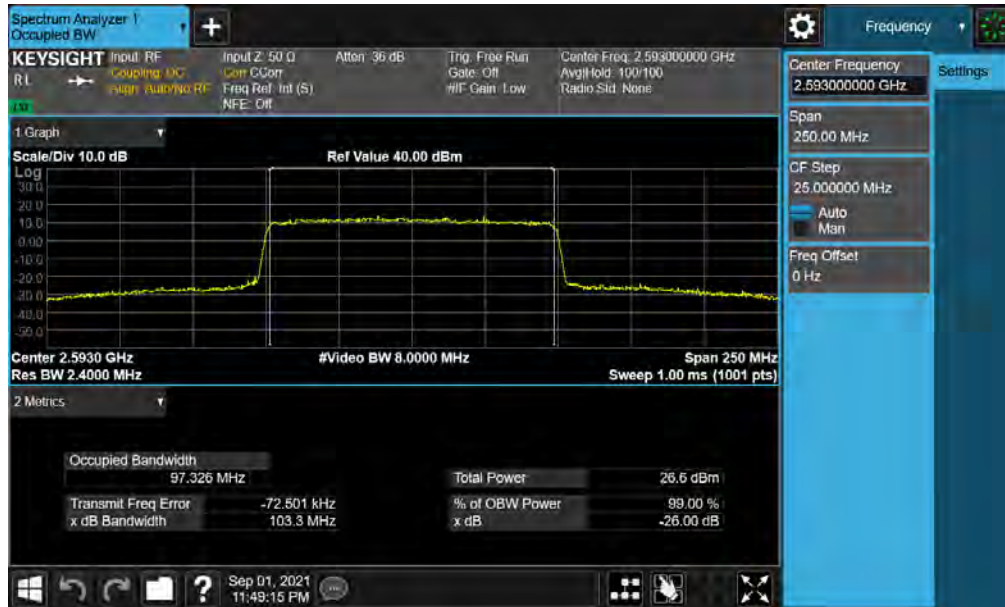 Spectrum Analyzer 1
Occupied BW
Frequency
KEYSIGHT
Input: RF
Coupling: DC
Align: Auto/No RF
Input Z: 50 Ω
Corr CCorr
Freq Ref: Int (S)
NFE: Off
Atten: 36 dB
Trig: Free Run
Gate: Off
#IF Gain: Low
Center Freq: 2.593000000 GHz
Avg|Hold: 100/100
Radio Std: None
Center Frequency
2.593000000 GHz
Settings
Span
250.00 MHz
CF Step
25.000000 MHz
Auto
Man
Freq Offset
0 Hz
1 Graph
Scale/Div 10.0 dB
Ref Value 40.00 dBm
Log
30.0
20.0
10.0
0.00
-10.0
-20.0
-30.0
-40.0
-50.0
Center 2.5930 GHz
#Video BW 8.0000 MHz
Span 250 MHz
Res BW 2.4000 MHz
Sweep 1.00 ms (1001 pts)
2 Metrics
Occupied Bandwidth
97.326 MHz
Total Power 26.6 dBm
Transmit Freq Error -72.501 kHz
% of OBW Power 99.00 %
x dB Bandwidth 103.3 MHz
x dB -26.00 dB
?
Sep 01, 2021
11:49:15 PM